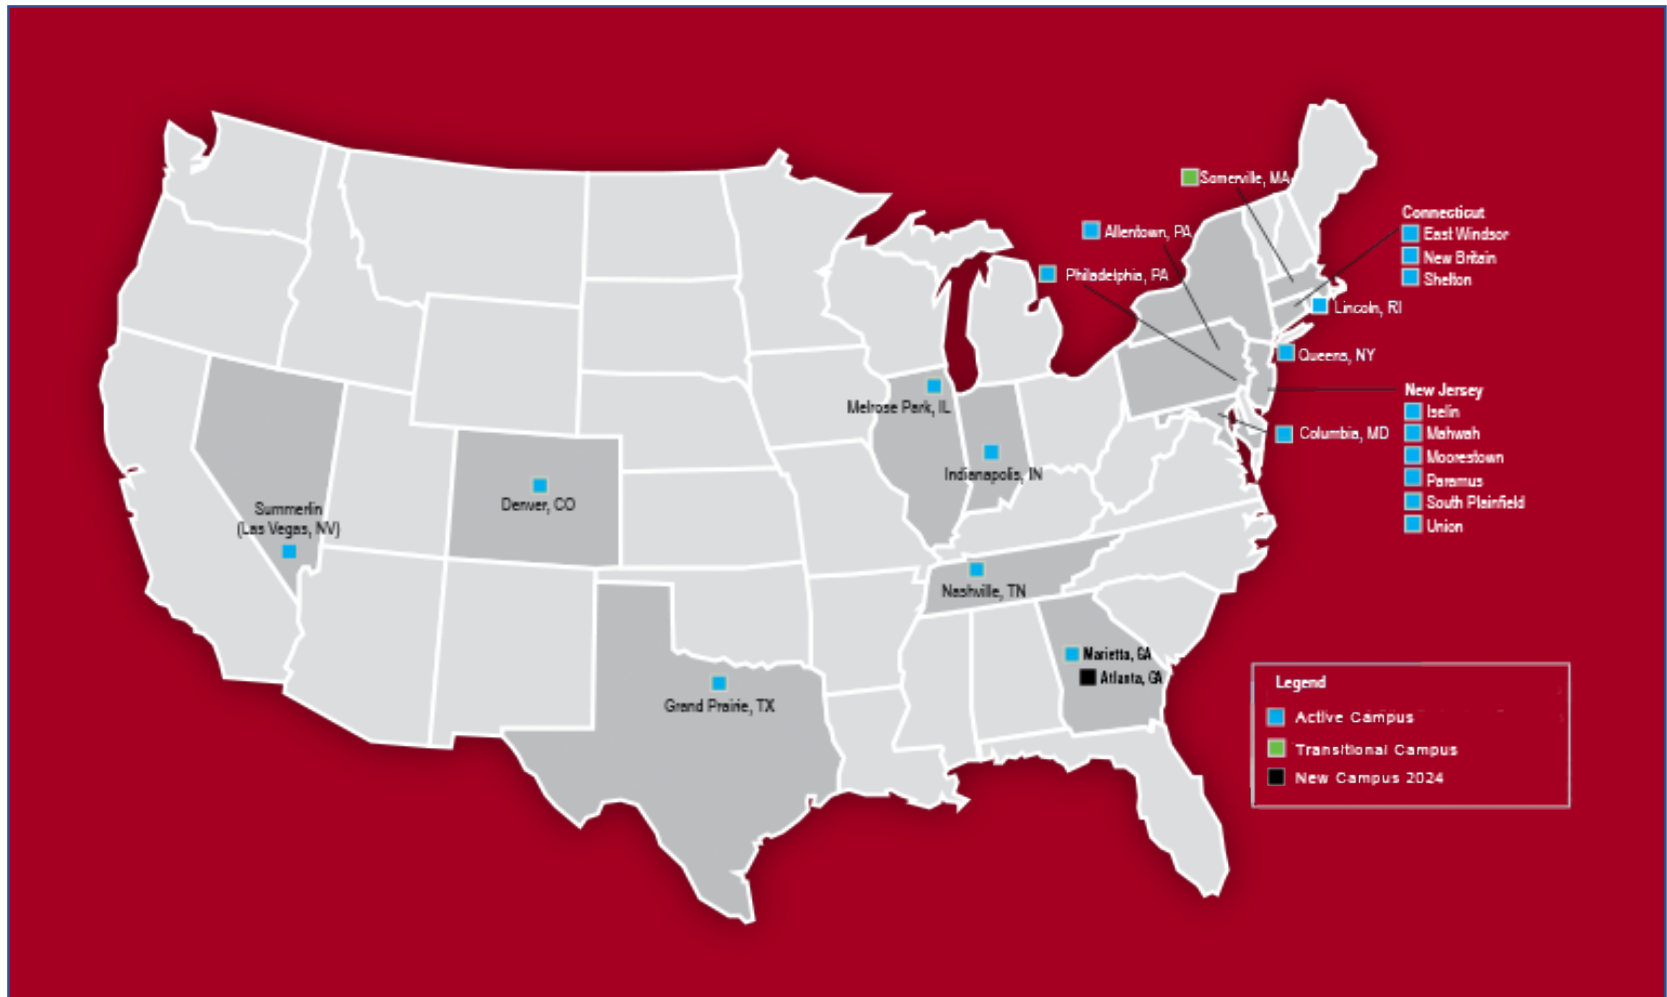 Somerville, MA
Allentown, PA
Philadelphia, PA
Connecticut
East Windsor
New Britain
Shelton
Lincoln, RI
Queens, NY
New Jersey
Iselin
Mahwah
Moorestown
Paramus
South Plainfield
Union
Columbia, MD
Melrose Park, IL
Indianapolis, IN
Denver, CO
Summerlin
(Las Vegas, NV)
Nashville, TN
Marietta, GA
Atlanta, GA
Grand Prairie, TX
Legend
Active Campus
Transitional Campus
New Campus 2024